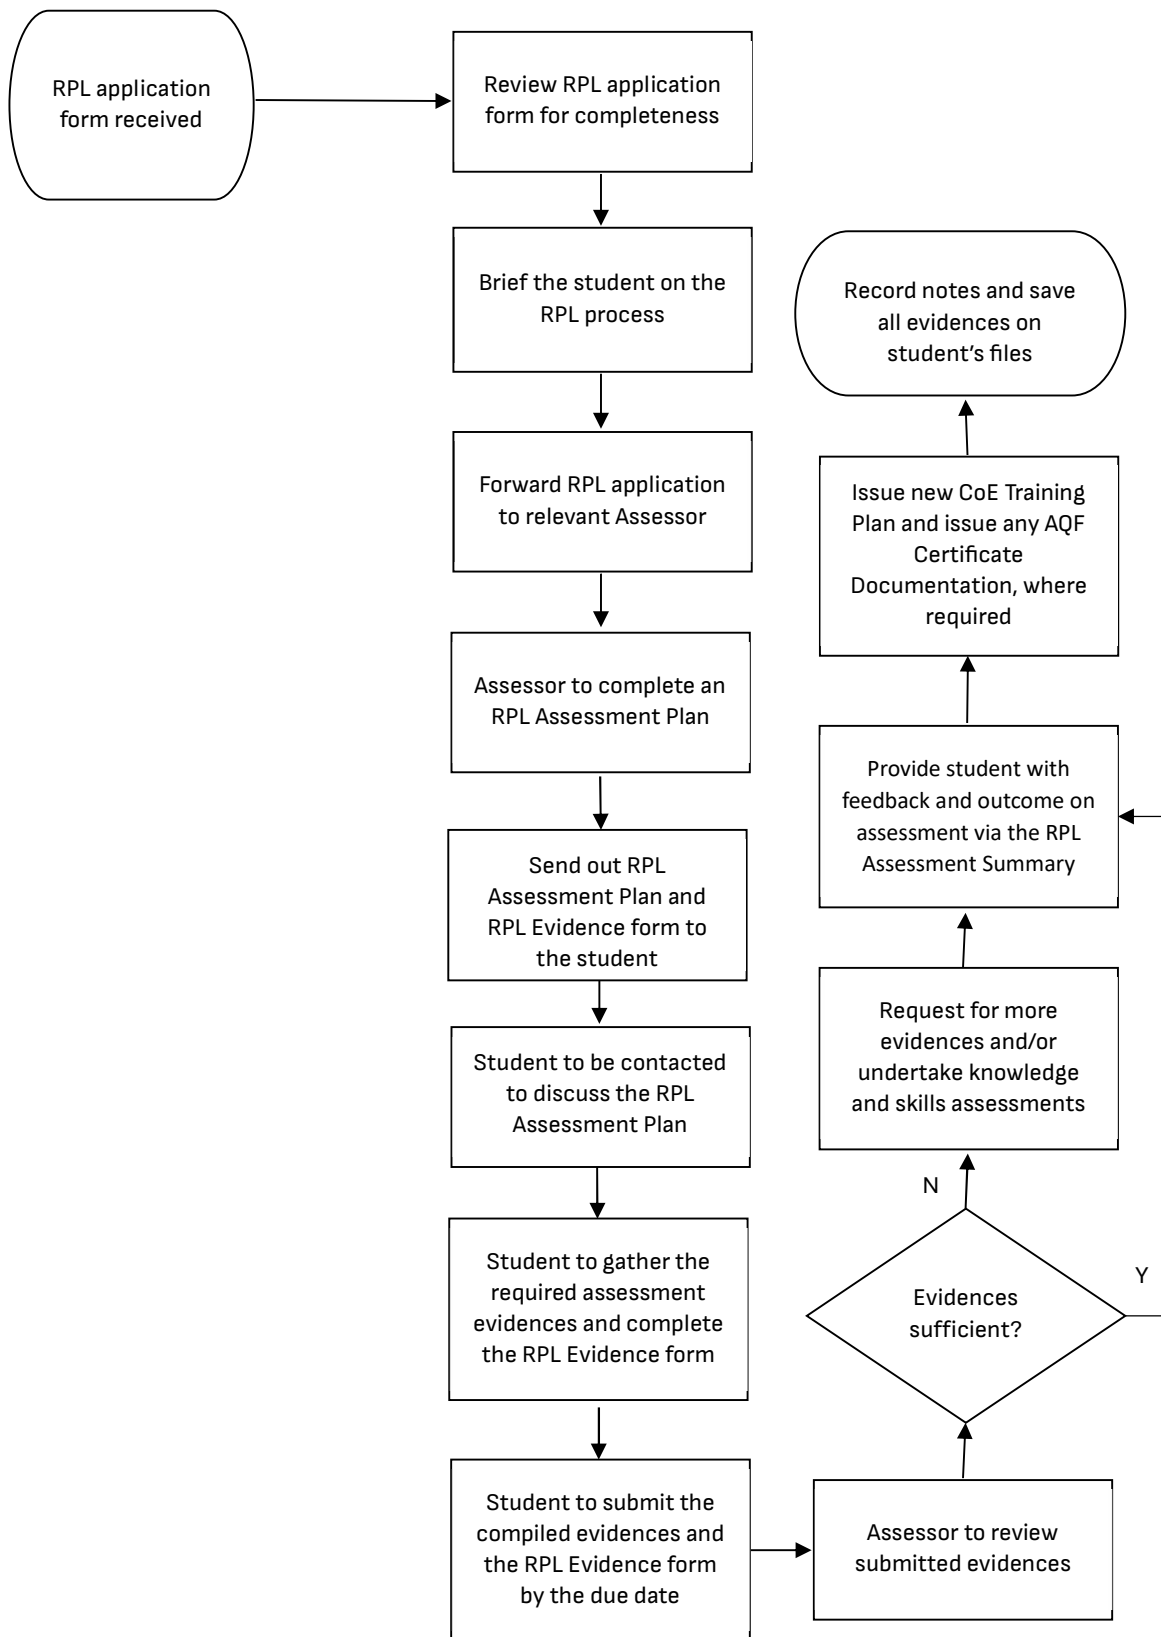 RPL application
form received
Review RPL application
form for completeness
Brief the student on the
RPL process
Forward RPL application
to relevant Assessor
Assessor to complete an
RPL Assessment Plan
Send out RPL
Assessment Plan and
RPL Evidence form to
the student
Student to be contacted
to discuss the RPL
Assessment Plan
Student to gather the
required assessment
evidences and complete
the RPL Evidence form
Student to submit the
compiled evidences and
the RPL Evidence form
by the due date
Assessor to review
submitted evidences
Evidences
sufficient?
N
Y
Request for more
evidences and/or
undertake knowledge
and skills assessments
Provide student with
feedback and outcome on
assessment via the RPL
Assessment Summary
Issue new CoE Training
Plan and issue any AQF
Certificate
Documentation, where
required
Record notes and save
all evidences on
student's files